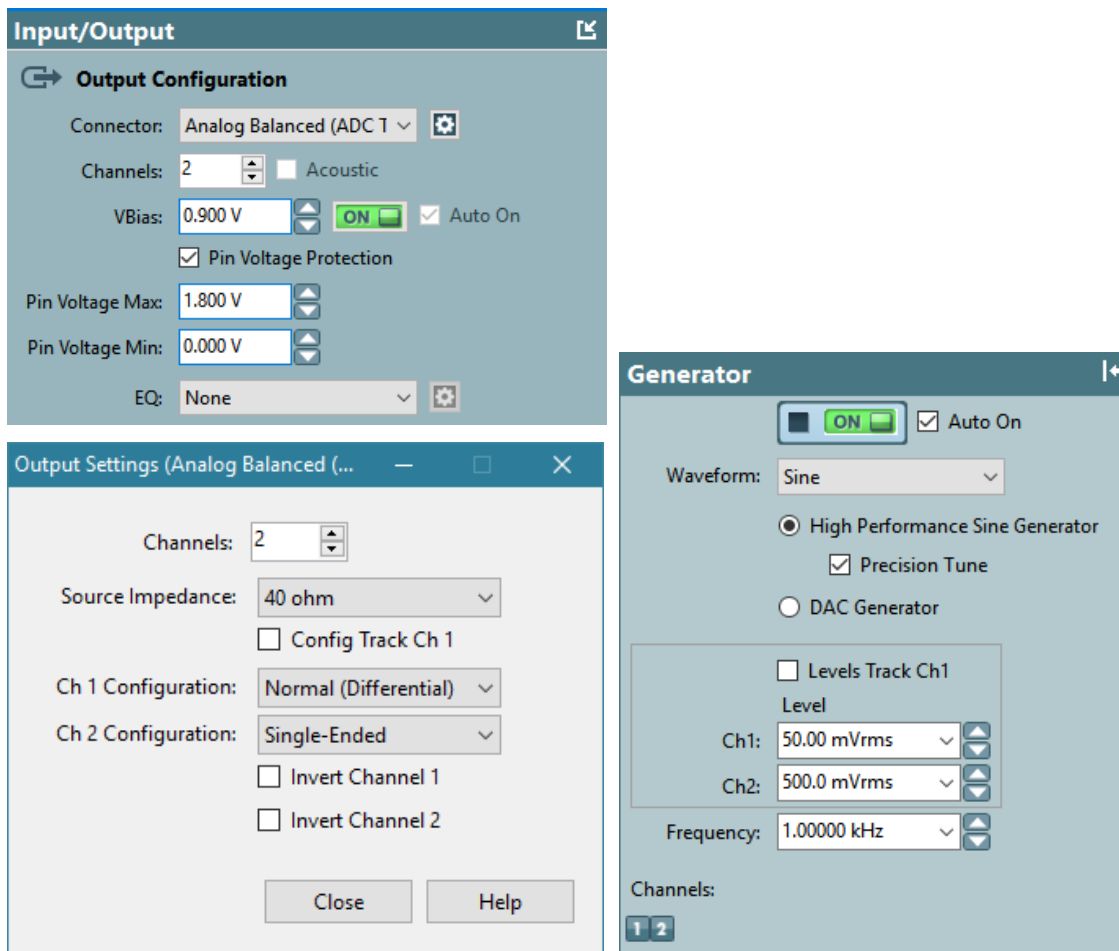 Input/Output
Output Configuration
Connector: Analog Balanced (ADC T
Channels: 2 Acoustic
VBias: 0.900 V ON Auto On
Pin Voltage Protection
Pin Voltage Max: 1.800 V
Pin Voltage Min: 0.000 V
EQ: None
Output Settings (Analog Balanced (...
Channels: 2
Source Impedance: 40 ohm
Config Track Ch 1
Ch 1 Configuration: Normal (Differential)
Ch 2 Configuration: Single-Ended
Invert Channel 1
Invert Channel 2
Close Help
Generator
ON Auto On
Waveform: Sine
High Performance Sine Generator
Precision Tune
DAC Generator
Levels Track Ch1
Level
Ch1: 50.00 mVrms
Ch2: 500.0 mVrms
Frequency: 1.00000 kHz
Channels:
1 2